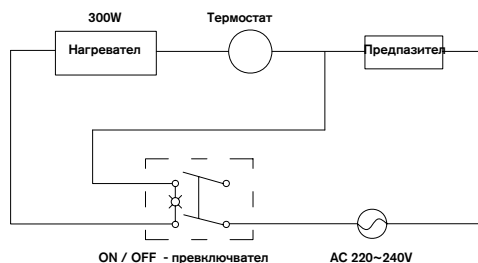 300W
Термостат
Нагревател
Предпазител
ON / OFF - превключвател
AC 220~240V